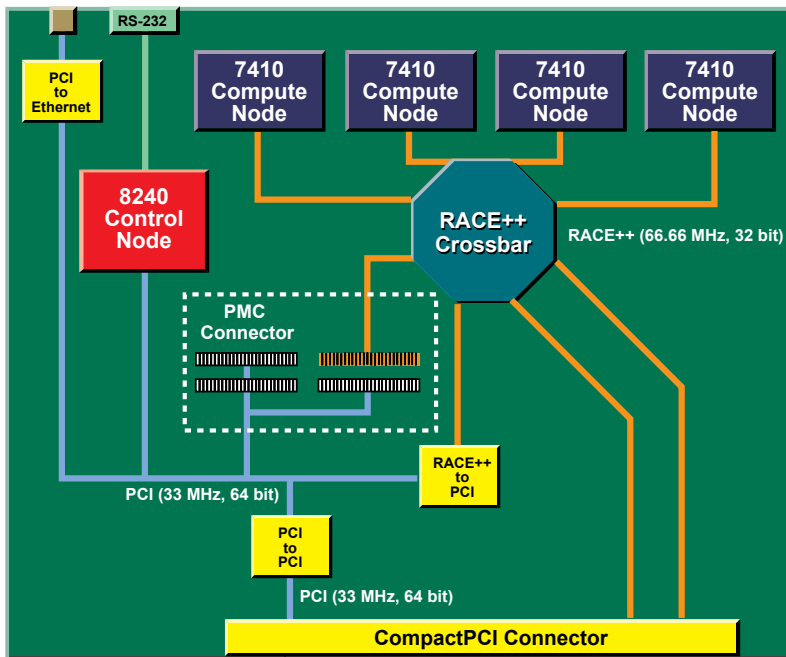 RS-232
PCI
to
Ethernet
7410
Compute
Node
7410
Compute
Node
7410
Compute
Node
7410
Compute
Node
8240
Control
Node
RACE++
Crossbar
RACE++ (66.66 MHz, 32 bit)
PMC
Connector
RACE++
to
PCI
PCI (33 MHz, 64 bit)
PCI
to
PCI
PCI (33 MHz, 64 bit)
CompactPCI Connector